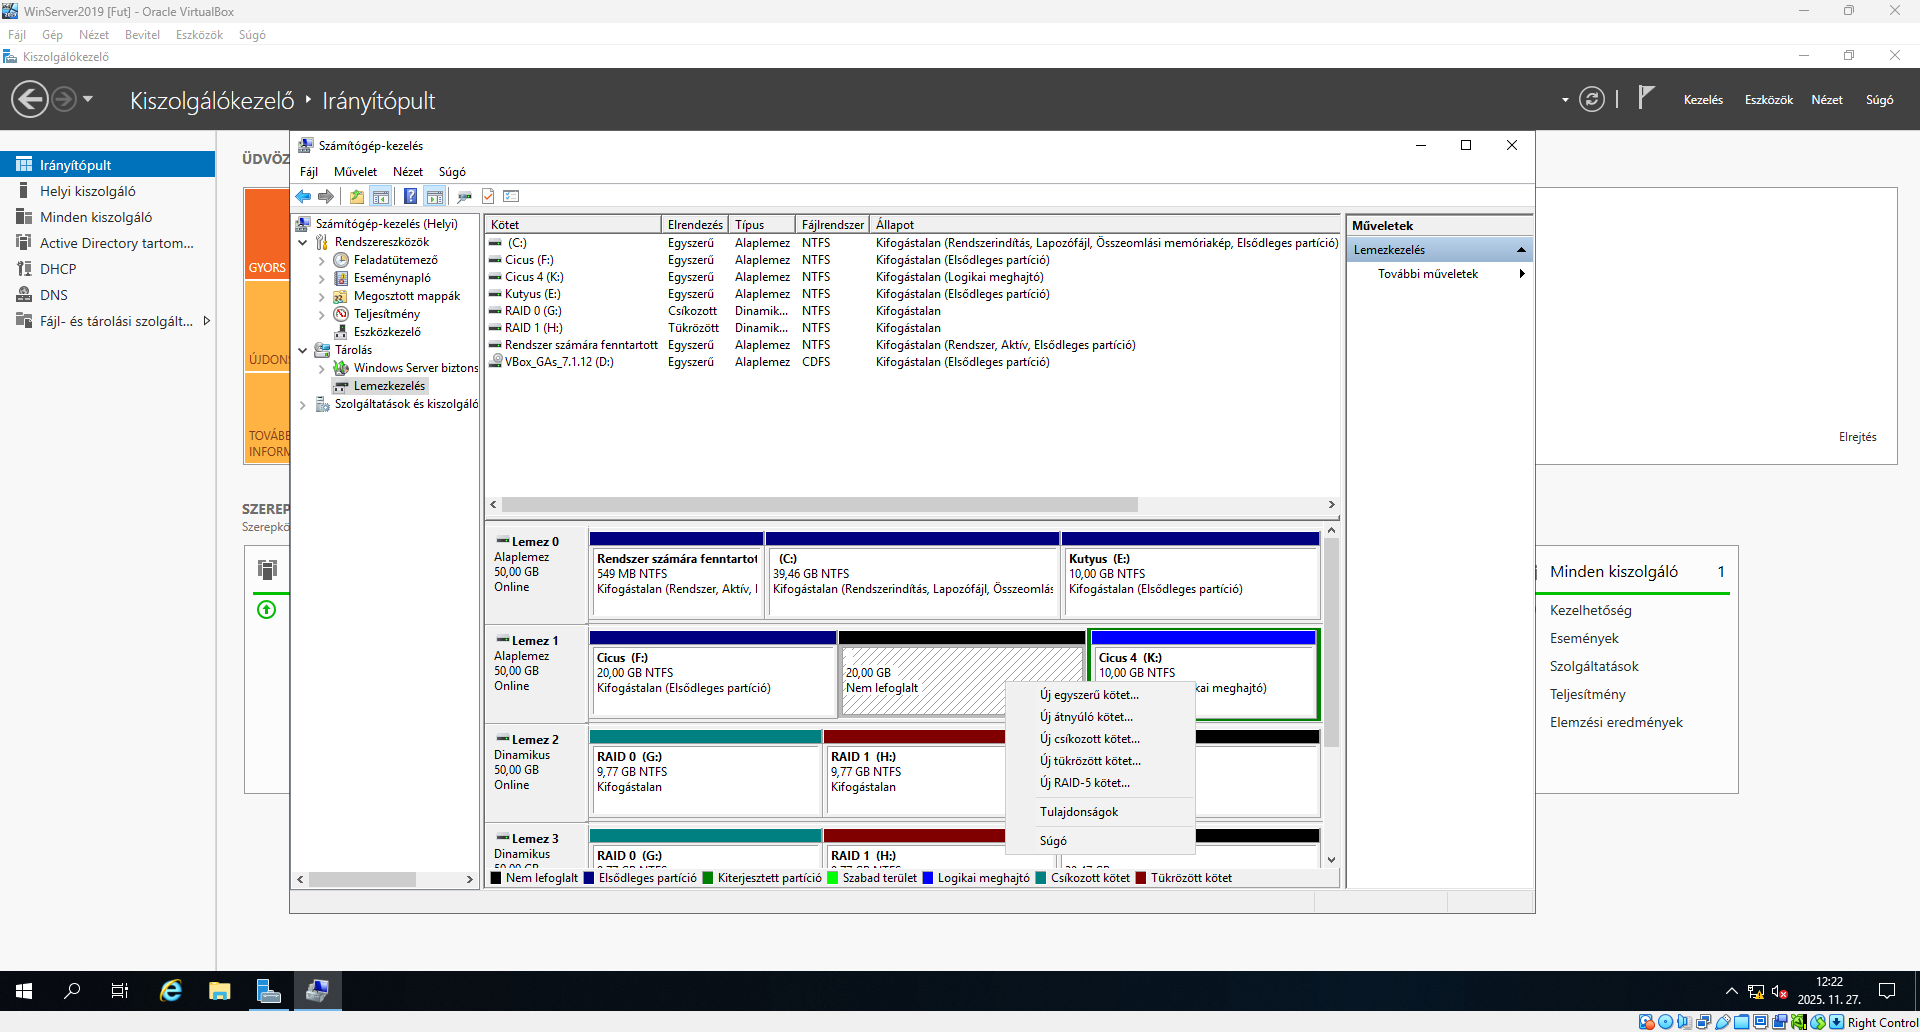 WinServer2019 [Fut] - Oracle VirtualBox
Fájl Gép Nézet Bevitel Eszközök Súgó
Kiszolgálókezelő
Kiszolgálókezelő ‣ Irányítópult
Kezelés Eszközök Nézet Súgó
Irányítópult
Helyi kiszolgáló
Minden kiszolgáló
Active Directory tartom...
DHCP
DNS
Fájl- és tárolási szolgált...
ÜDVÖZ
GYORS
ÚJDON
TOVÁBB
INFORM
Elrejtés
SZEREP
Szerepkö
Minden kiszolgáló 1
Kezelhetőség
Események
Szolgáltatások
Teljesítmény
Elemzési eredmények
Számítógép-kezelés
Fájl Művelet Nézet Súgó
Számítógép-kezelés (Helyi)
Rendszereszközök
Feladatütemező
Eseménynapló
Megosztott mappák
Teljesítmény
Eszközkezelő
Tárolás
Windows Server biztons
Lemezkezelés
Szolgáltatások és kiszolgáló
Kötet Elrendezés Típus Fájlrendszer Állapot
(C:) Egyszerű Alaplemez NTFS Kifogástalan (Rendszerindítás, Lapozófájl, Összeomlási memóriakép, Elsődleges partíció)
Cicus (F:) Egyszerű Alaplemez NTFS Kifogástalan (Elsődleges partíció)
Cicus 4 (K:) Egyszerű Alaplemez NTFS Kifogástalan (Logikai meghajtó)
Kutyus (E:) Egyszerű Alaplemez NTFS Kifogástalan (Elsődleges partíció)
RAID 0 (G:) Csíkozott Dinamik... NTFS Kifogástalan
RAID 1 (H:) Tükrözött Dinamik... NTFS Kifogástalan
Rendszer számára fenntartott Egyszerű Alaplemez NTFS Kifogástalan (Rendszer, Aktív, Elsődleges partíció)
VBox_GAs_7.1.12 (D:) Egyszerű Alaplemez CDFS Kifogástalan (Elsődleges partíció)
Műveletek
Lemezkezelés
További műveletek
Lemez 0
Alaplemez
50,00 GB
Online
Rendszer számára fenntartot
549 MB NTFS
Kifogástalan (Rendszer, Aktív, I
(C:)
39,46 GB NTFS
Kifogástalan (Rendszerindítás, Lapozófájl, Összeomlás
Kutyus (E:)
10,00 GB NTFS
Kifogástalan (Elsődleges partíció)
Lemez 1
Alaplemez
50,00 GB
Online
Cicus (F:)
20,00 GB NTFS
Kifogástalan (Elsődleges partíció)
20,00 GB
Nem lefoglalt
Cicus 4 (K:)
10,00 GB NTFS
kai meghajtó)
Új egyszerű kötet...
Új átnyúló kötet...
Új csíkozott kötet...
Új tükrözött kötet...
Új RAID-5 kötet...
Tulajdonságok
Súgó
Lemez 2
Dinamikus
50,00 GB
Online
RAID 0 (G:)
9,77 GB NTFS
Kifogástalan
RAID 1 (H:)
9,77 GB NTFS
Kifogástalan
Lemez 3
Dinamikus
RAID 0 (G:)
RAID 1 (H:)
Nem lefoglalt Elsődleges partíció Kiterjesztett partíció Szabad terület Logikai meghajtó Csíkozott kötet Tükrözött kötet
12:22
2025. 11. 27.
Right Control